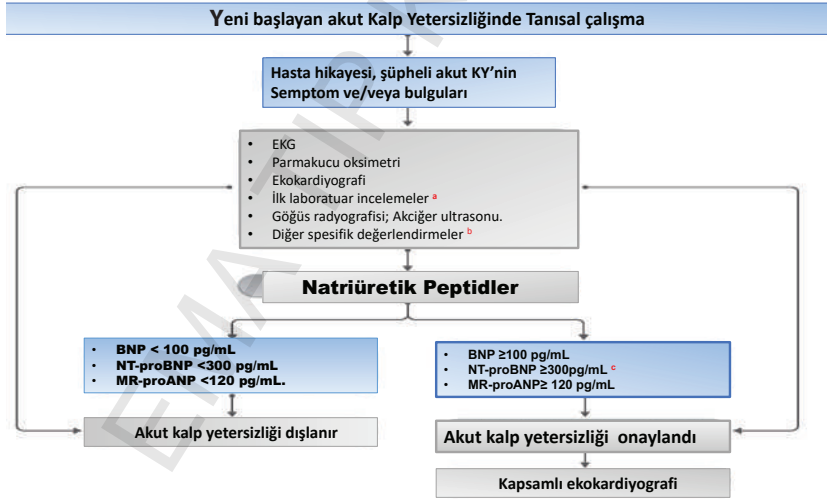 Yeni başlayan akut Kalp Yetersizliğinde Tanısal çalışma
Hasta hikayesi, şüpheli akut KY’nin
Semptom ve/veya bulguları
• EKG
• Parmakucu oksimetri
• Ekokardiyografi
• İlk laboratuar incelemeler a
• Göğüs radyografisi; Akciğer ultrasonu.
• Diğer spesifik değerlendirmeler b
Natriüretik Peptidler
• BNP < 100 pg/mL
• NT-proBNP <300 pg/mL
• MR-proANP <120 pg/mL.
• BNP ≥100 pg/mL
• NT-proBNP ≥300pg/mL c
• MR-proANP≥ 120 pg/mL
Akut kalp yetersizliği dışlanır
Akut kalp yetersizliği onaylandı
Kapsamlı ekokardiyografi
EMA TIP K